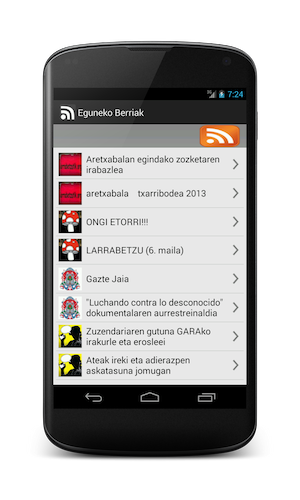 3G 7:24
Eguneko Berriak
Aretxabalan egindako zozketaren
irabazlea
aretxabala txarribodea 2013
ONGI ETORRI!!!
LARRABETZU (6. maila)
Gazte Jaia
"Luchando contra lo desconocido"
dokumentalaren aurrestreinaldia
Zuzendariaren gutuna GARAko
irakurle eta erosleei
Ateak ireki eta adierazpen
askatasuna jomugan